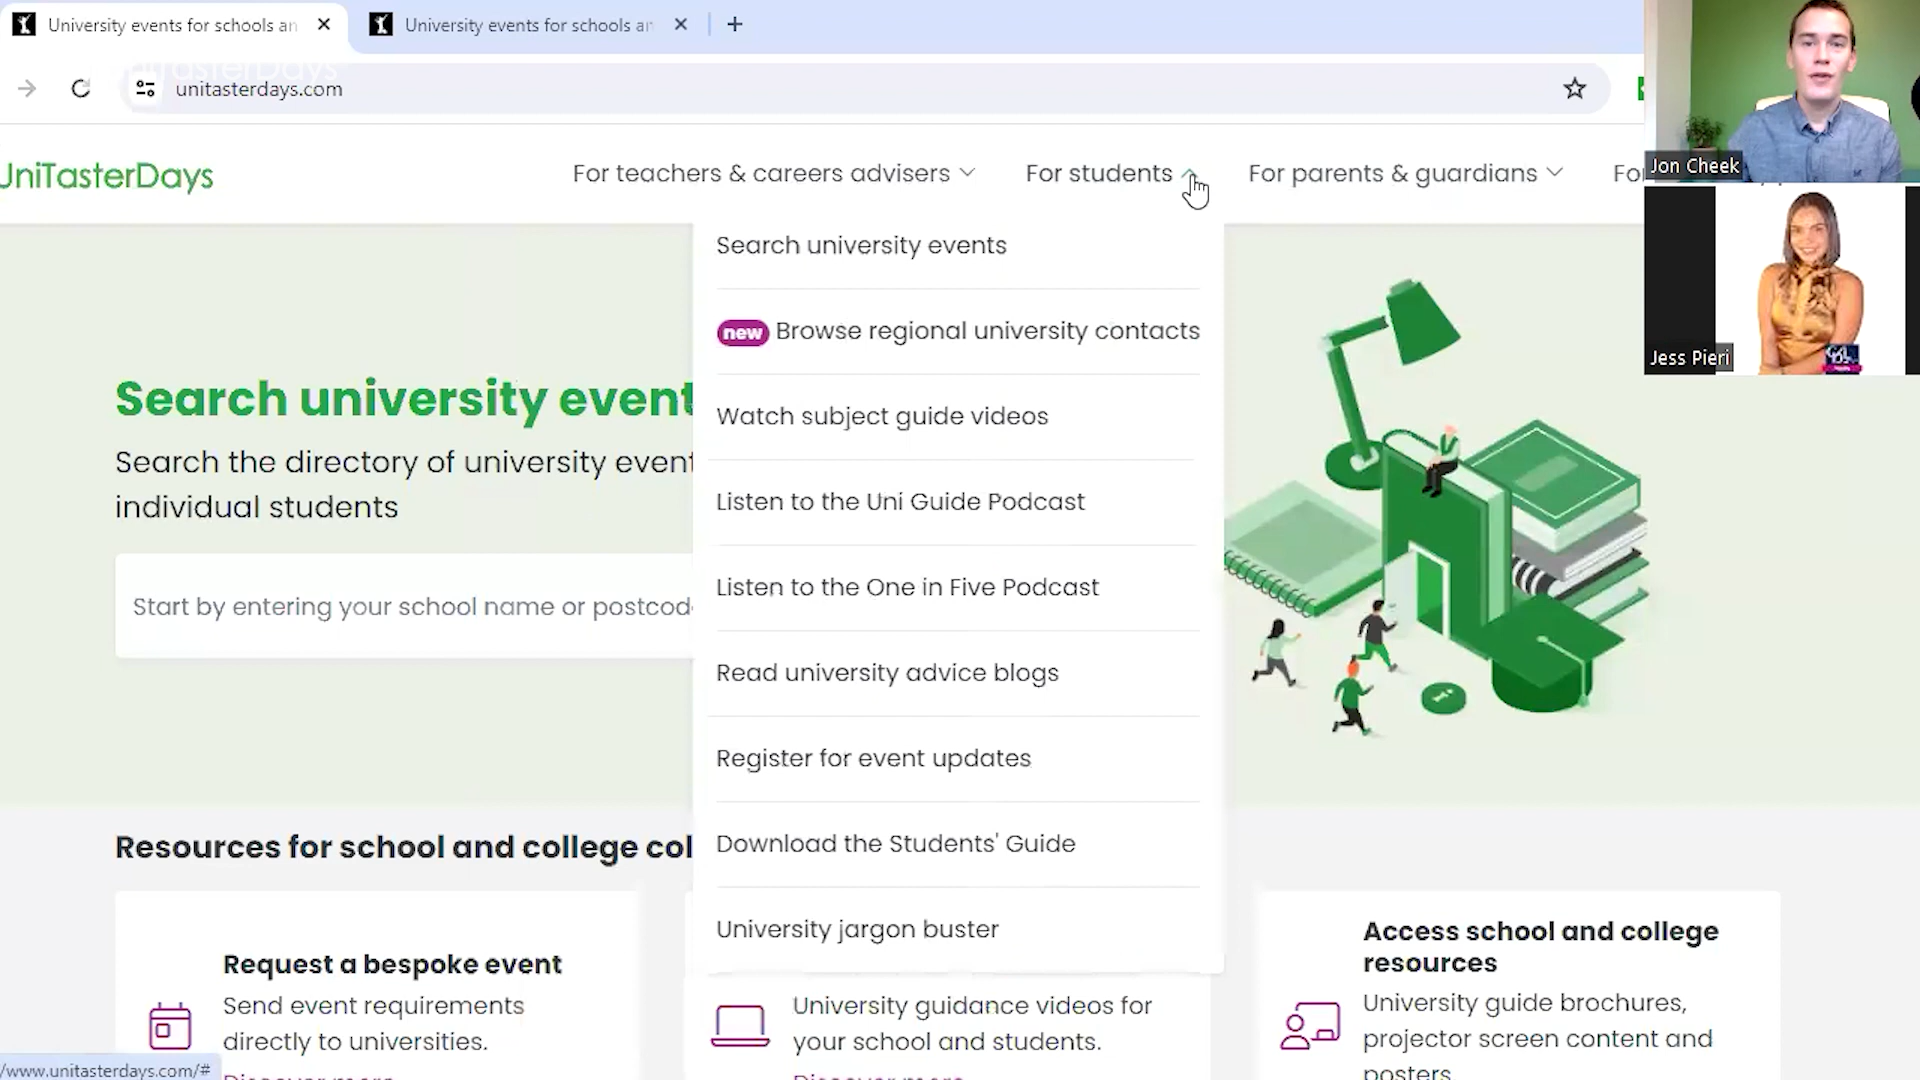 University events for schools an
University events for schools an
UniTasterDays
unitasterdays.com
Jon Cheek
UniTasterDays
For teachers & careers advisers
For students
For parents & guardians
Jess Pieri
Search university events
new Browse regional university contacts
Watch subject guide videos
Listen to the Uni Guide Podcast
Listen to the One in Five Podcast
Read university advice blogs
Register for event updates
Download the Students' Guide
University jargon buster
Search university event
Search the directory of university event
individual students
Start by entering your school name or postcod
Resources for school and college col
Request a bespoke event
Send event requirements
directly to universities.
Discover more
University guidance videos for
your school and students.
Discover more
Access school and college
resources
University guide brochures,
projector screen content and
posters.
/www.unitasterdays.com/#